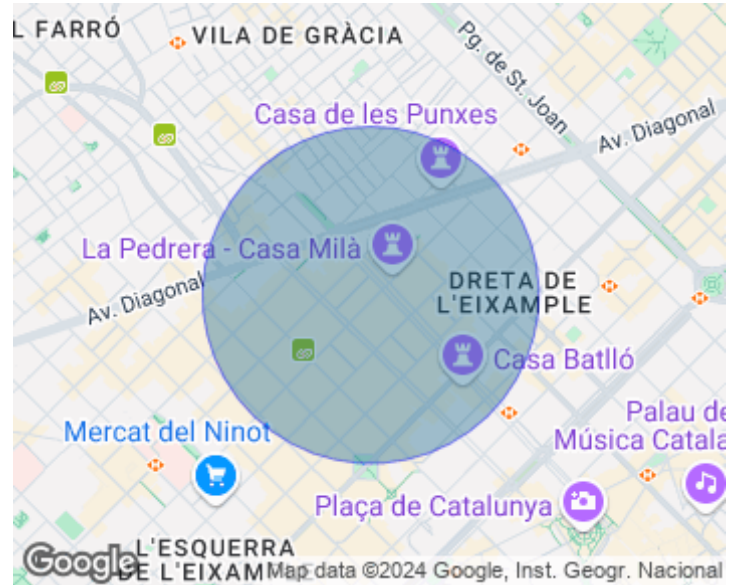 L FARRÓ
VILA DE GRÀCIA
Pg. de St. Joan
Casa de les Punxes
Av. Diagonal
La Pedrera - Casa Milà
DRETA DE
L'EIXAMPLE
Av. Diagonal
Casa Batlló
Mercat del Ninot
Palau de
Música Catala
Plaça de Catalunya
L'ESQUERRA
DE L'EIXAM
Google
Map data ©2024 Google, Inst. Geogr. Nacional